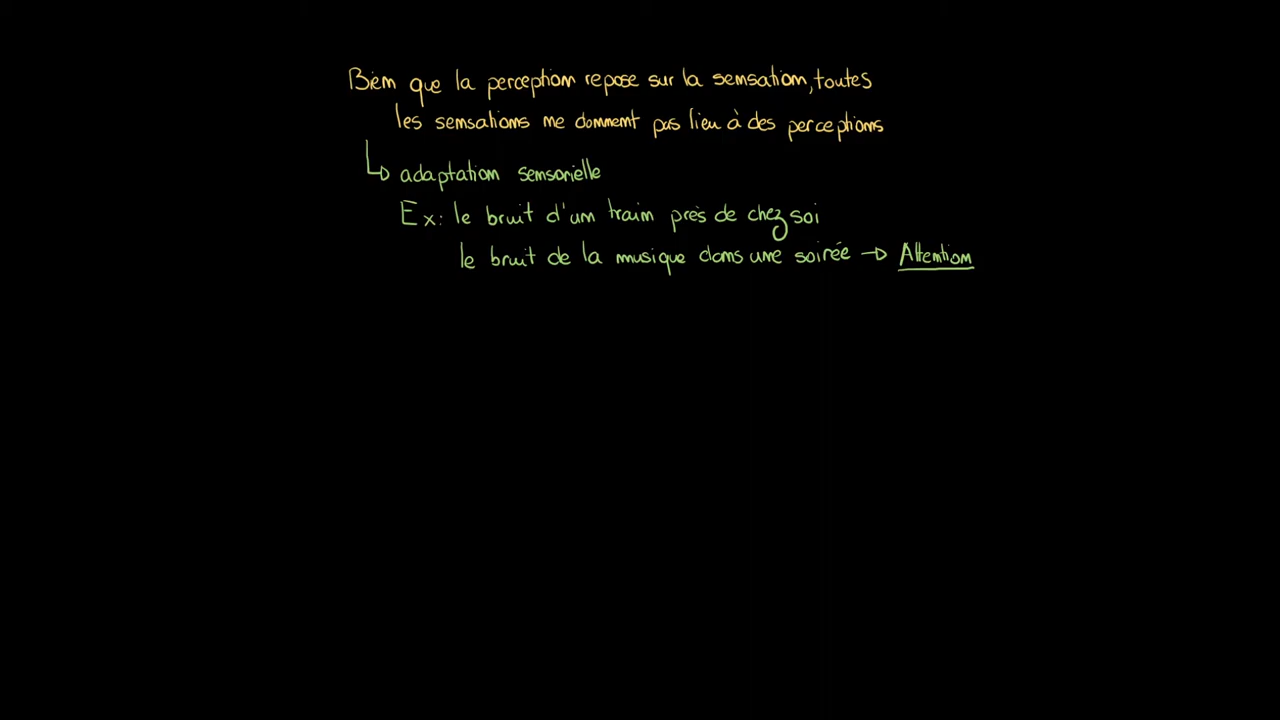 Bien que la perception repose sur la sensation, toutes
les sensations ne donnent pas lieu à des perceptions
↳ adaptation sensorielle
Ex: le bruit d'un train près de chez soi
le bruit de la musique dans une soirée → Attention